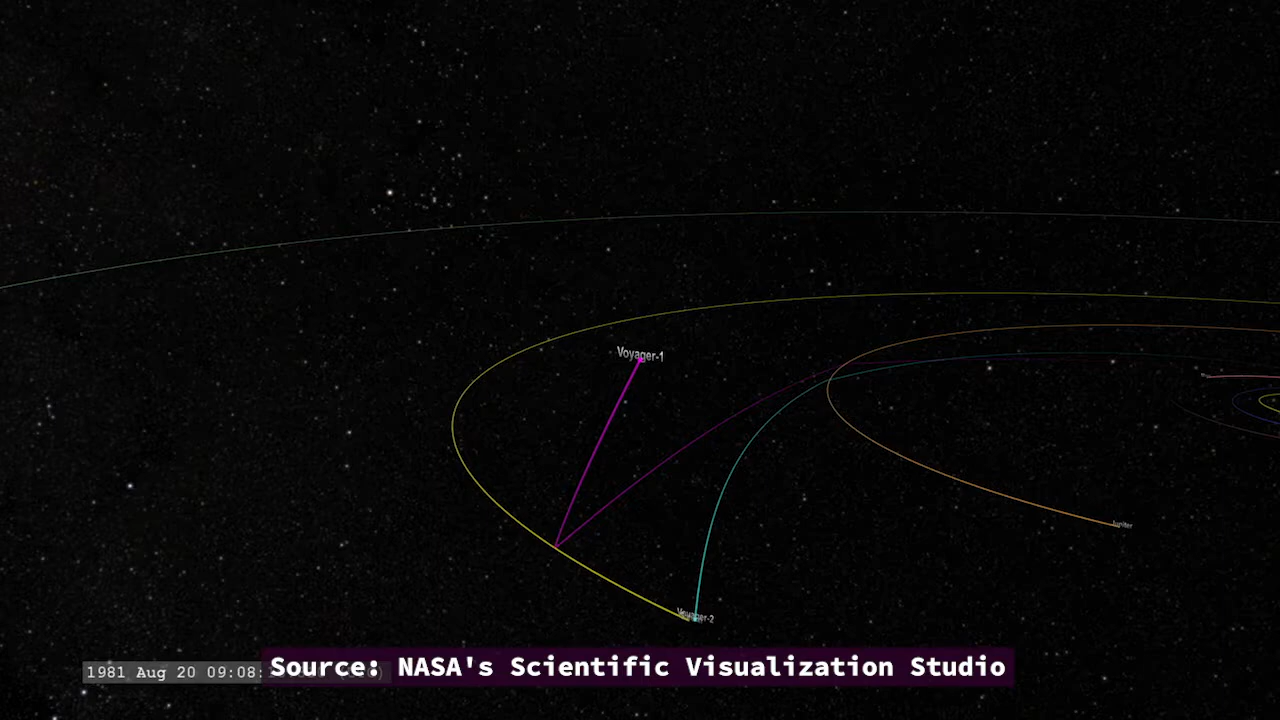 Voyager-1
Jupiter
Voyager-2
1981 Aug 20 09:08:
Source: NASA's Scientific Visualization Studio